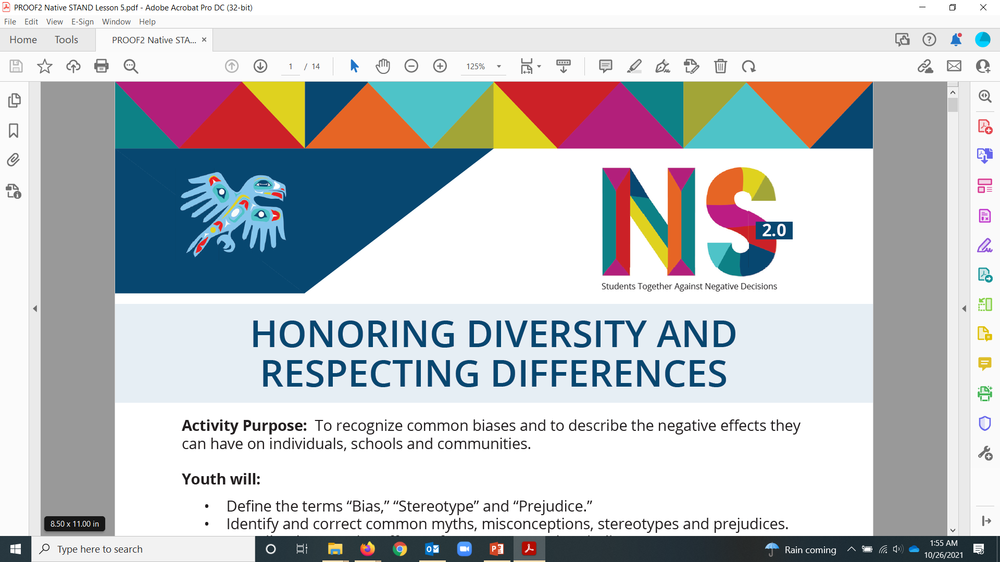 PROOF2 Native STAND Lesson 5.pdf - Adobe Acrobat Pro DC (32-bit)
File Edit View E-Sign Window Help
Home Tools PROOF2 Native STA... ×
1 / 14 125%
NS
2.0
Students Together Against Negative Decisions
HONORING DIVERSITY AND
RESPECTING DIFFERENCES
Activity Purpose: To recognize common biases and to describe the negative effects they
can have on individuals, schools and communities.
Youth will:
• Define the terms “Bias,” “Stereotype” and “Prejudice.”
• Identify and correct common myths, misconceptions, stereotypes and prejudices.
8.50 x 11.00 in
Type here to search
Rain coming
1:55 AM
10/26/2021